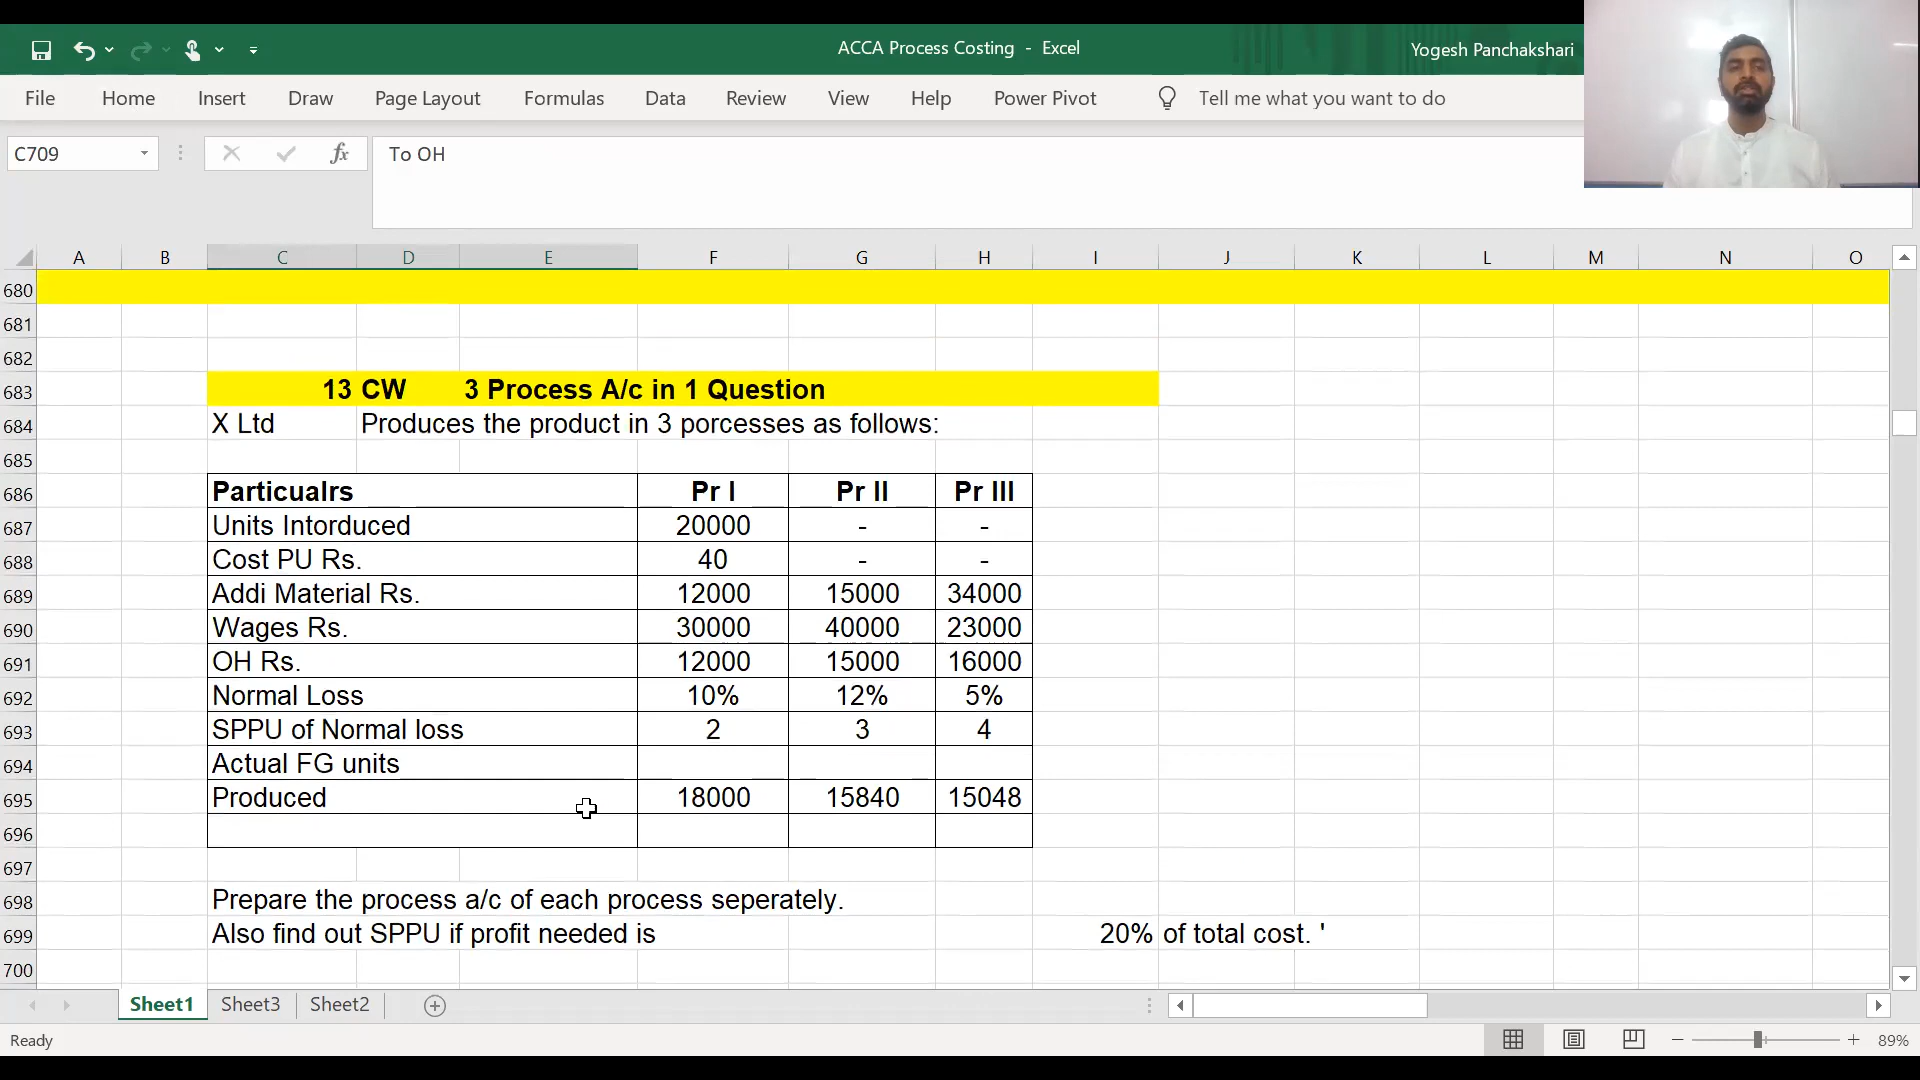 ACCA Process Costing - Excel
Yogesh Panchakshari
File Home Insert Draw Page Layout Formulas Data Review View Help Power Pivot Tell me what you want to do
C709 fx To OH
A B C D E F G H I J K L M N O
680
681
682
683 13 CW 3 Process A/c in 1 Question
684 X Ltd Produces the product in 3 porcesses as follows:
685
686 Particualrs Pr I Pr II Pr III
687 Units Intorduced 20000 - -
688 Cost PU Rs. 40 - -
689 Addi Material Rs. 12000 15000 34000
690 Wages Rs. 30000 40000 23000
691 OH Rs. 12000 15000 16000
692 Normal Loss 10% 12% 5%
693 SPPU of Normal loss 2 3 4
694 Actual FG units
695 Produced 18000 15840 15048
696
697
698 Prepare the process a/c of each process seperately.
699 Also find out SPPU if profit needed is 20% of total cost. '
700
Sheet1 Sheet3 Sheet2
Ready 89%